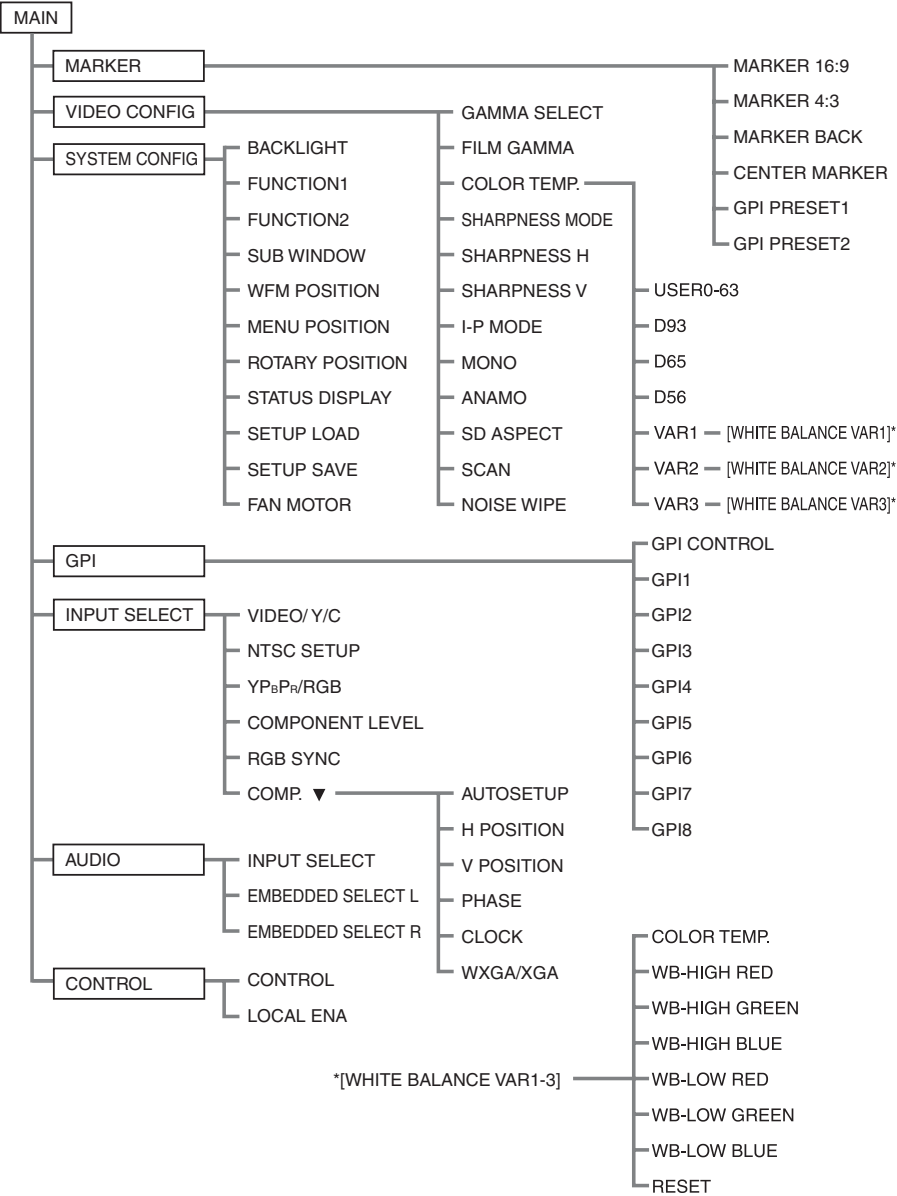 MAIN
MARKER
MARKER 16:9
MARKER 4:3
MARKER BACK
CENTER MARKER
GPI PRESET1
GPI PRESET2
VIDEO CONFIG
GAMMA SELECT
FILM GAMMA
COLOR TEMP.
SHARPNESS MODE
SHARPNESS H
SHARPNESS V
I-P MODE
MONO
ANAMO
SD ASPECT
SCAN
NOISE WIPE
USER0-63
D93
D65
D56
VAR1 [WHITE BALANCE VAR1]*
VAR2 [WHITE BALANCE VAR2]*
VAR3 [WHITE BALANCE VAR3]*
SYSTEM CONFIG
BACKLIGHT
FUNCTION1
FUNCTION2
SUB WINDOW
WFM POSITION
MENU POSITION
ROTARY POSITION
STATUS DISPLAY
SETUP LOAD
SETUP SAVE
FAN MOTOR
GPI
GPI CONTROL
GPI1
GPI2
GPI3
GPI4
GPI5
GPI6
GPI7
GPI8
INPUT SELECT
VIDEO/ Y/C
NTSC SETUP
YPBPR/RGB
COMPONENT LEVEL
RGB SYNC
COMP. ▼
AUTOSETUP
H POSITION
V POSITION
PHASE
CLOCK
WXGA/XGA
AUDIO
INPUT SELECT
EMBEDDED SELECT L
EMBEDDED SELECT R
CONTROL
CONTROL
LOCAL ENA
*[WHITE BALANCE VAR1-3]
COLOR TEMP.
WB-HIGH RED
WB-HIGH GREEN
WB-HIGH BLUE
WB-LOW RED
WB-LOW GREEN
WB-LOW BLUE
RESET